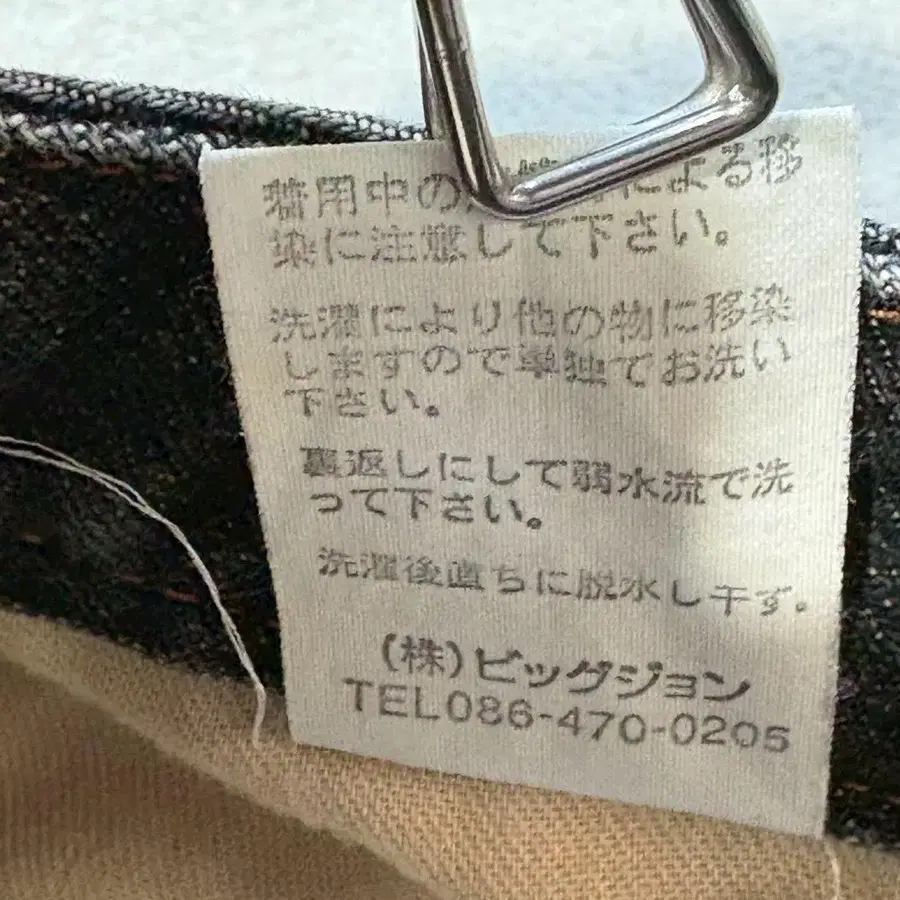 着用中の による移
染に注意して下さい。
洗濯により他の物に移染
しますので単独でお洗い
下さい。
裏返しにして弱水流で洗
って下さい。
洗濯後直ちに脱水し干す。
(株)ビッグジョン
TEL086-470-0205